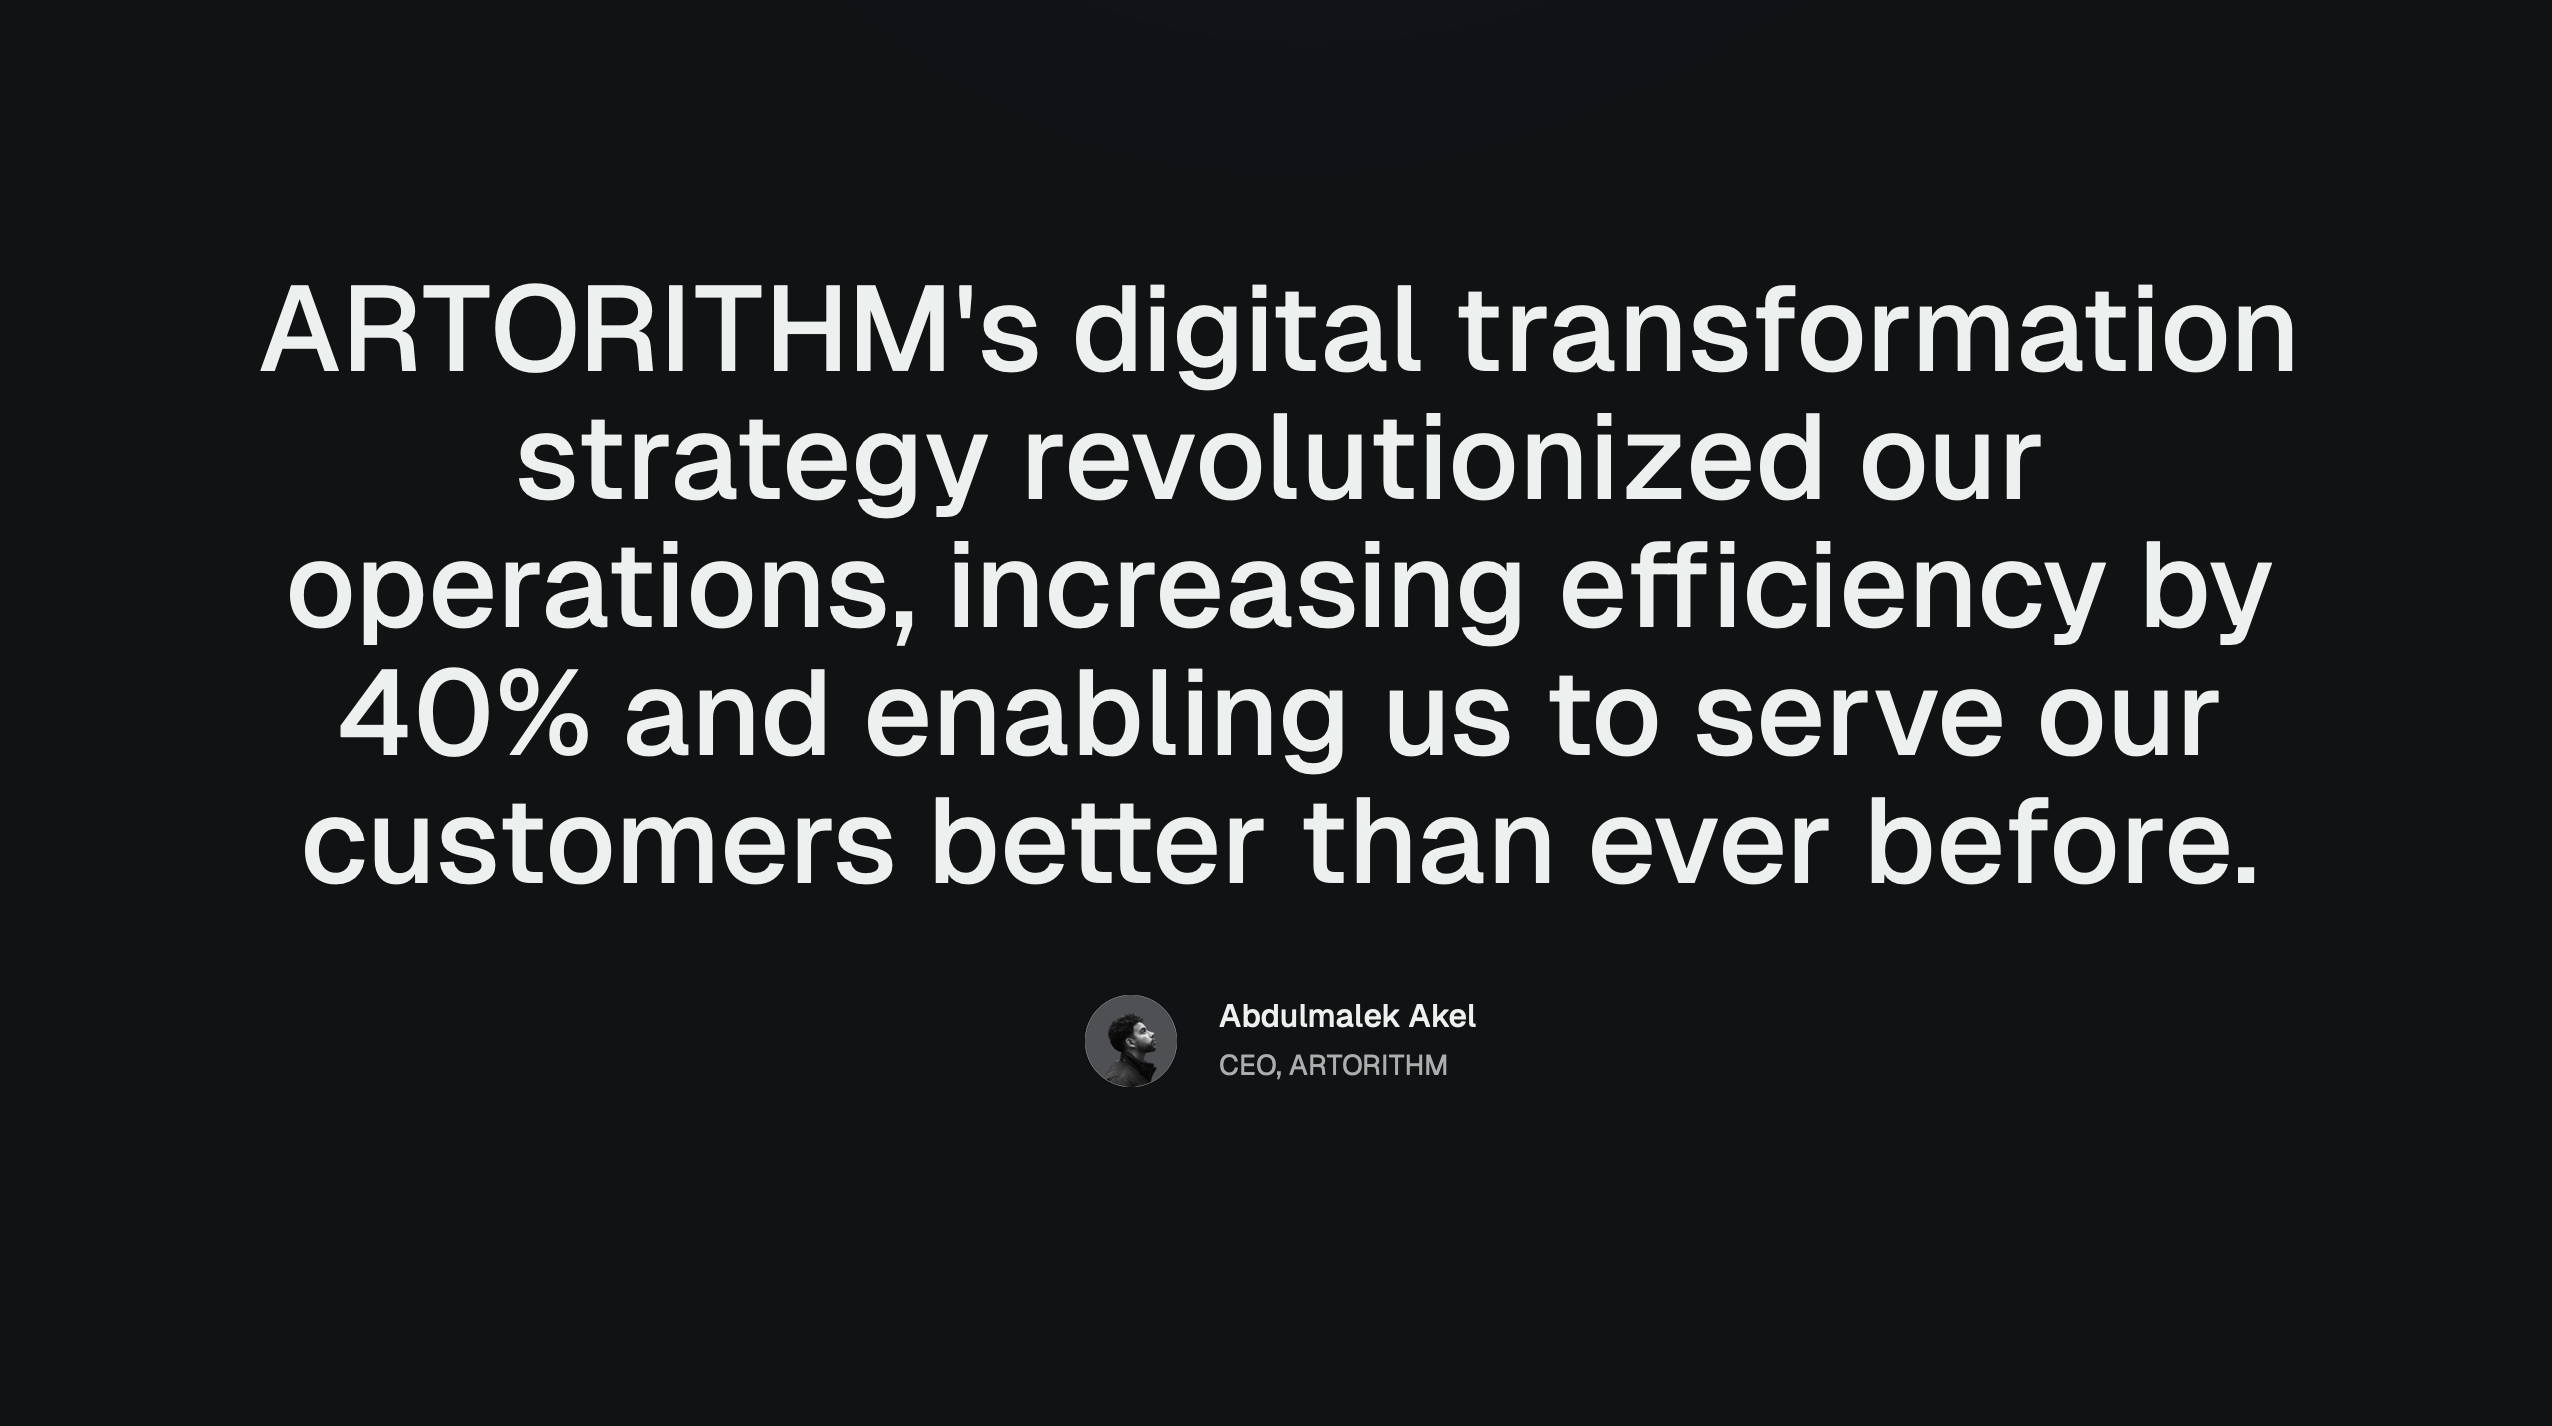 ARTORITHM's digital transformation
strategy revolutionized our
operations, increasing efficiency by
40% and enabling us to serve our
customers better than ever before.
Abdulmalek Akel
CEO, ARTORITHM